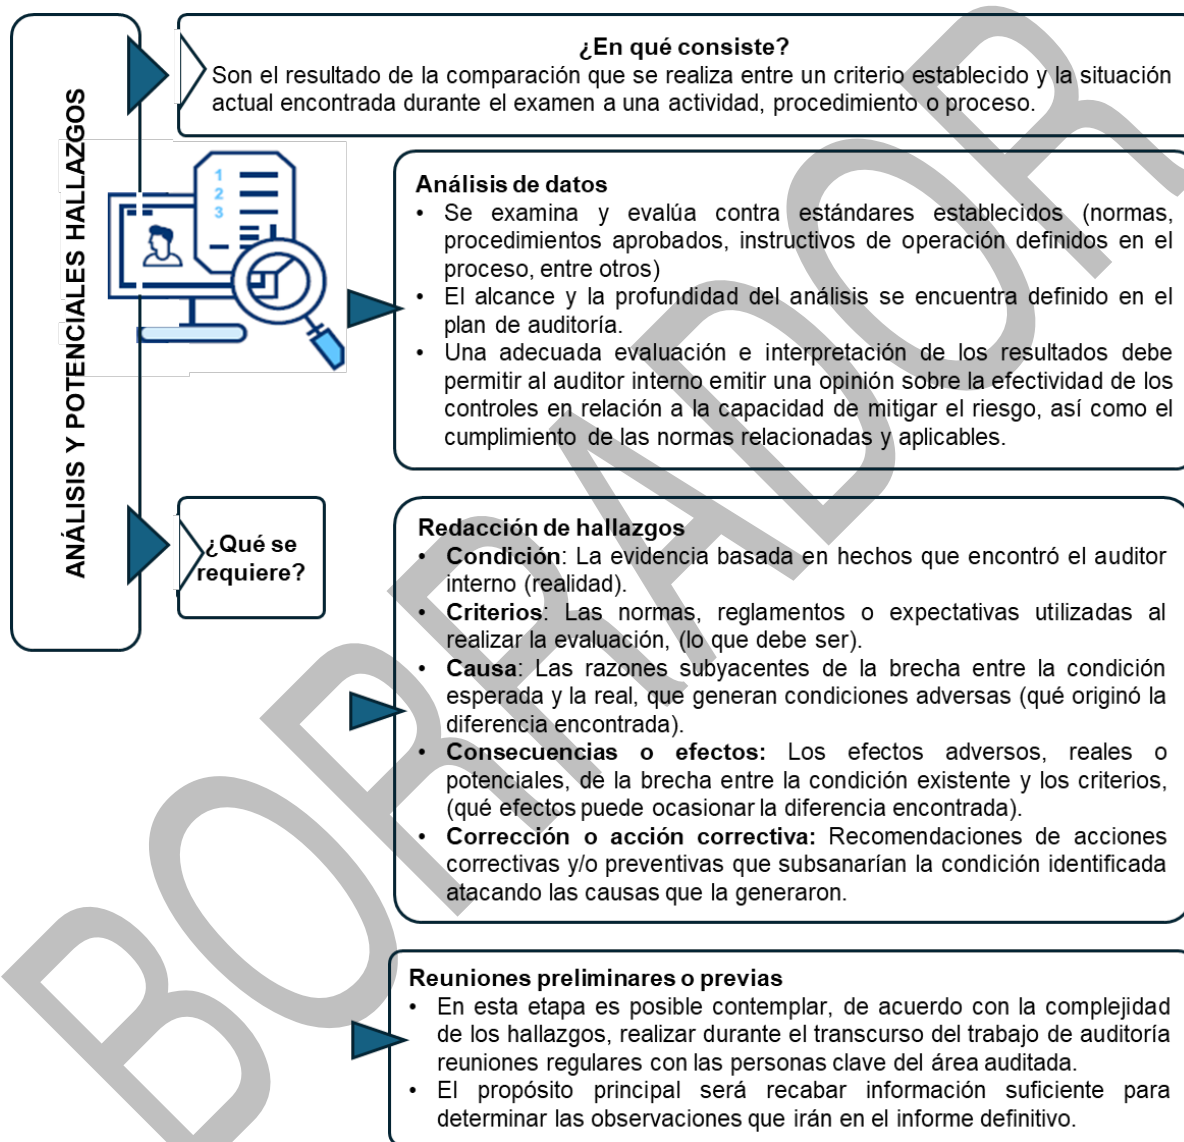 ANÁLISIS Y POTENCIALES HALLAZGOS
¿En qué consiste?
Son el resultado de la comparación que se realiza entre un criterio establecido y la situación
actual encontrada durante el examen a una actividad, procedimiento o proceso.
1
2
3
Análisis de datos
• Se examina y evalúa contra estándares establecidos (normas,
procedimientos aprobados, instructivos de operación definidos en el
proceso, entre otros)
• El alcance y la profundidad del análisis se encuentra definido en el
plan de auditoría.
• Una adecuada evaluación e interpretación de los resultados debe
permitir al auditor interno emitir una opinión sobre la efectividad de los
controles en relación a la capacidad de mitigar el riesgo, así como el
cumplimiento de las normas relacionadas y aplicables.
¿Qué se
requiere?
Redacción de hallazgos
• Condición: La evidencia basada en hechos que encontró el auditor
interno (realidad).
• Criterios: Las normas, reglamentos o expectativas utilizadas al
realizar la evaluación, (lo que debe ser).
• Causa: Las razones subyacentes de la brecha entre la condición
esperada y la real, que generan condiciones adversas (qué originó la
diferencia encontrada).
• Consecuencias o efectos: Los efectos adversos, reales o
potenciales, de la brecha entre la condición existente y los criterios,
(qué efectos puede ocasionar la diferencia encontrada).
• Corrección o acción correctiva: Recomendaciones de acciones
correctivas y/o preventivas que subsanarían la condición identificada
atacando las causas que la generaron.
Reuniones preliminares o previas
• En esta etapa es posible contemplar, de acuerdo con la complejidad
de los hallazgos, realizar durante el transcurso del trabajo de auditoría
reuniones regulares con las personas clave del área auditada.
• El propósito principal será recabar información suficiente para
determinar las observaciones que irán en el informe definitivo.
BORRADOR